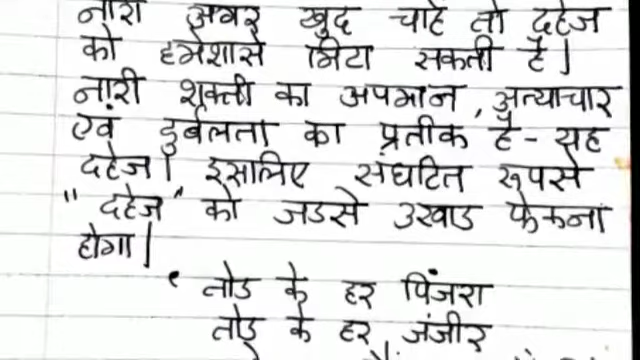 नारी अगर खुद चाहे तो दहेज
को हमेशासे मिटा सकती है|
नारी शक्ती का अपमान, अत्याचार
एवं दुर्बलता का प्रतीक है - यह
दहेज| इसलिए संघटित रूपसे
"दहेज" को जडसे उखाड फेकना
होगा|
' तोड के हर पिंजरा
तोड के हर जंजीर